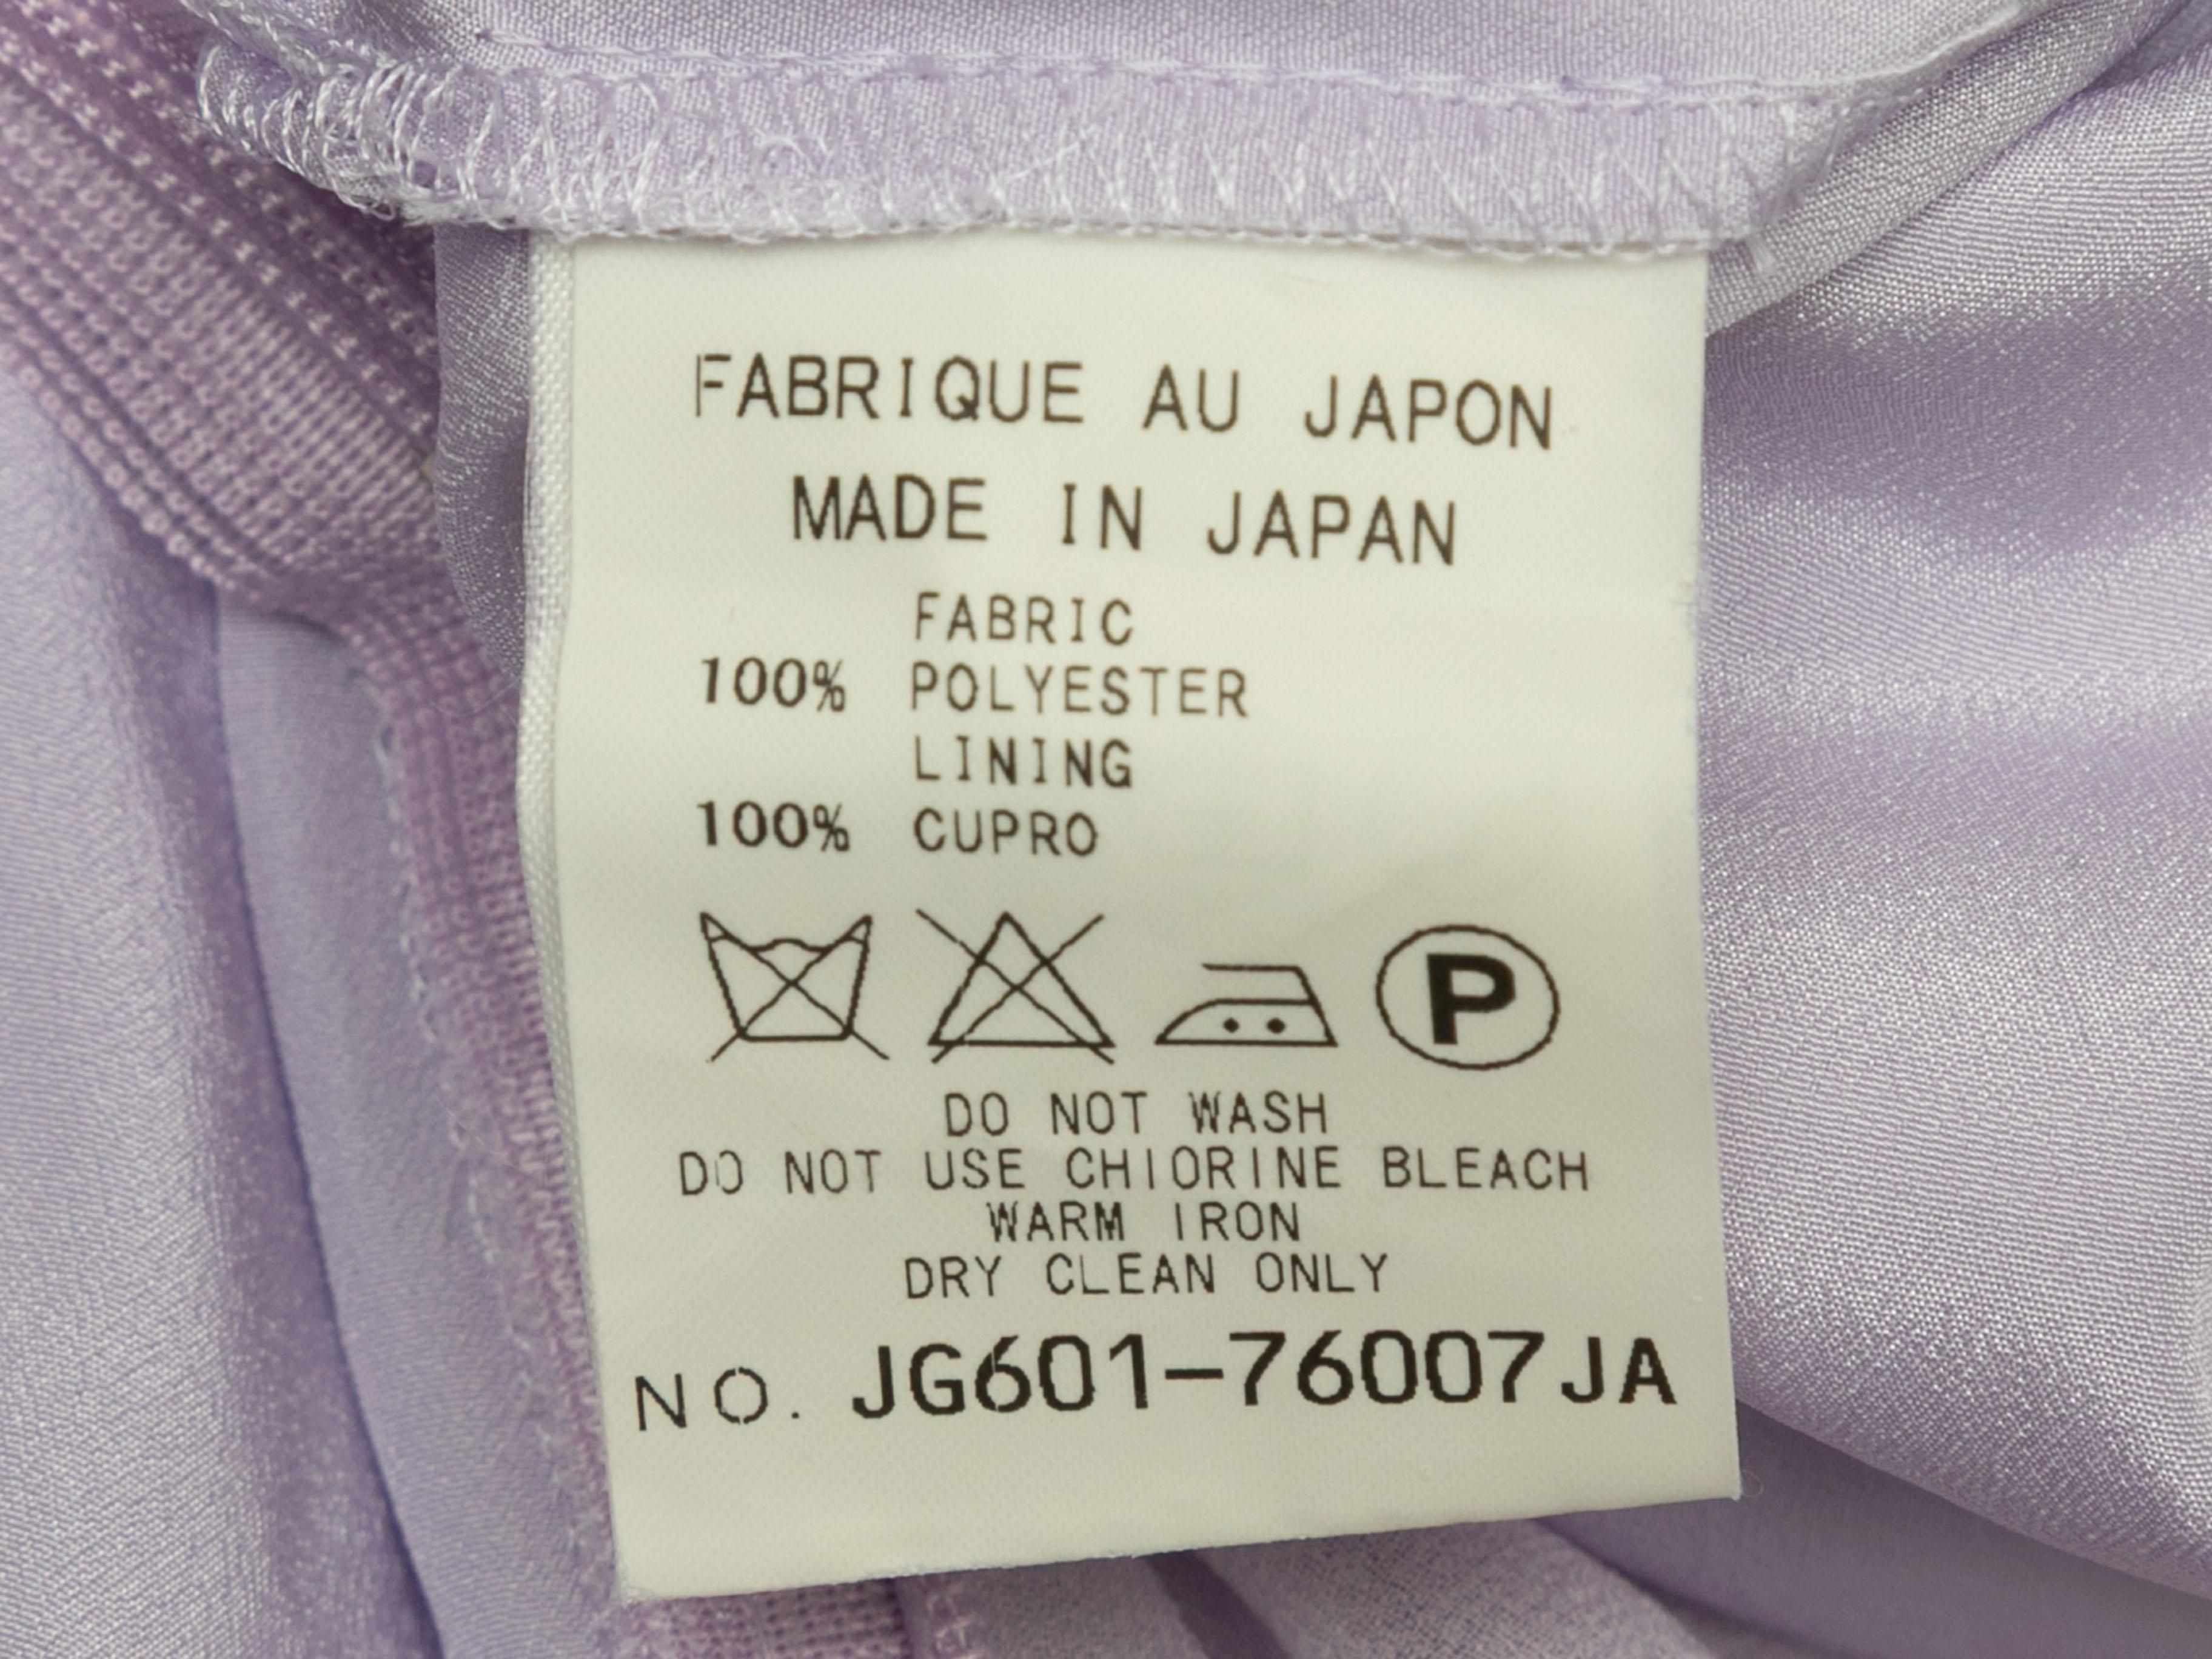 FABRIQUE AU JAPON
MADE IN JAPAN
FABRIC
100% POLYESTER
LINING
100% CUPRO
P
DO NOT WASH
DO NOT USE CHIORINE BLEACH
WARM IRON
DRY CLEAN ONLY
NO. JG601-76007JA